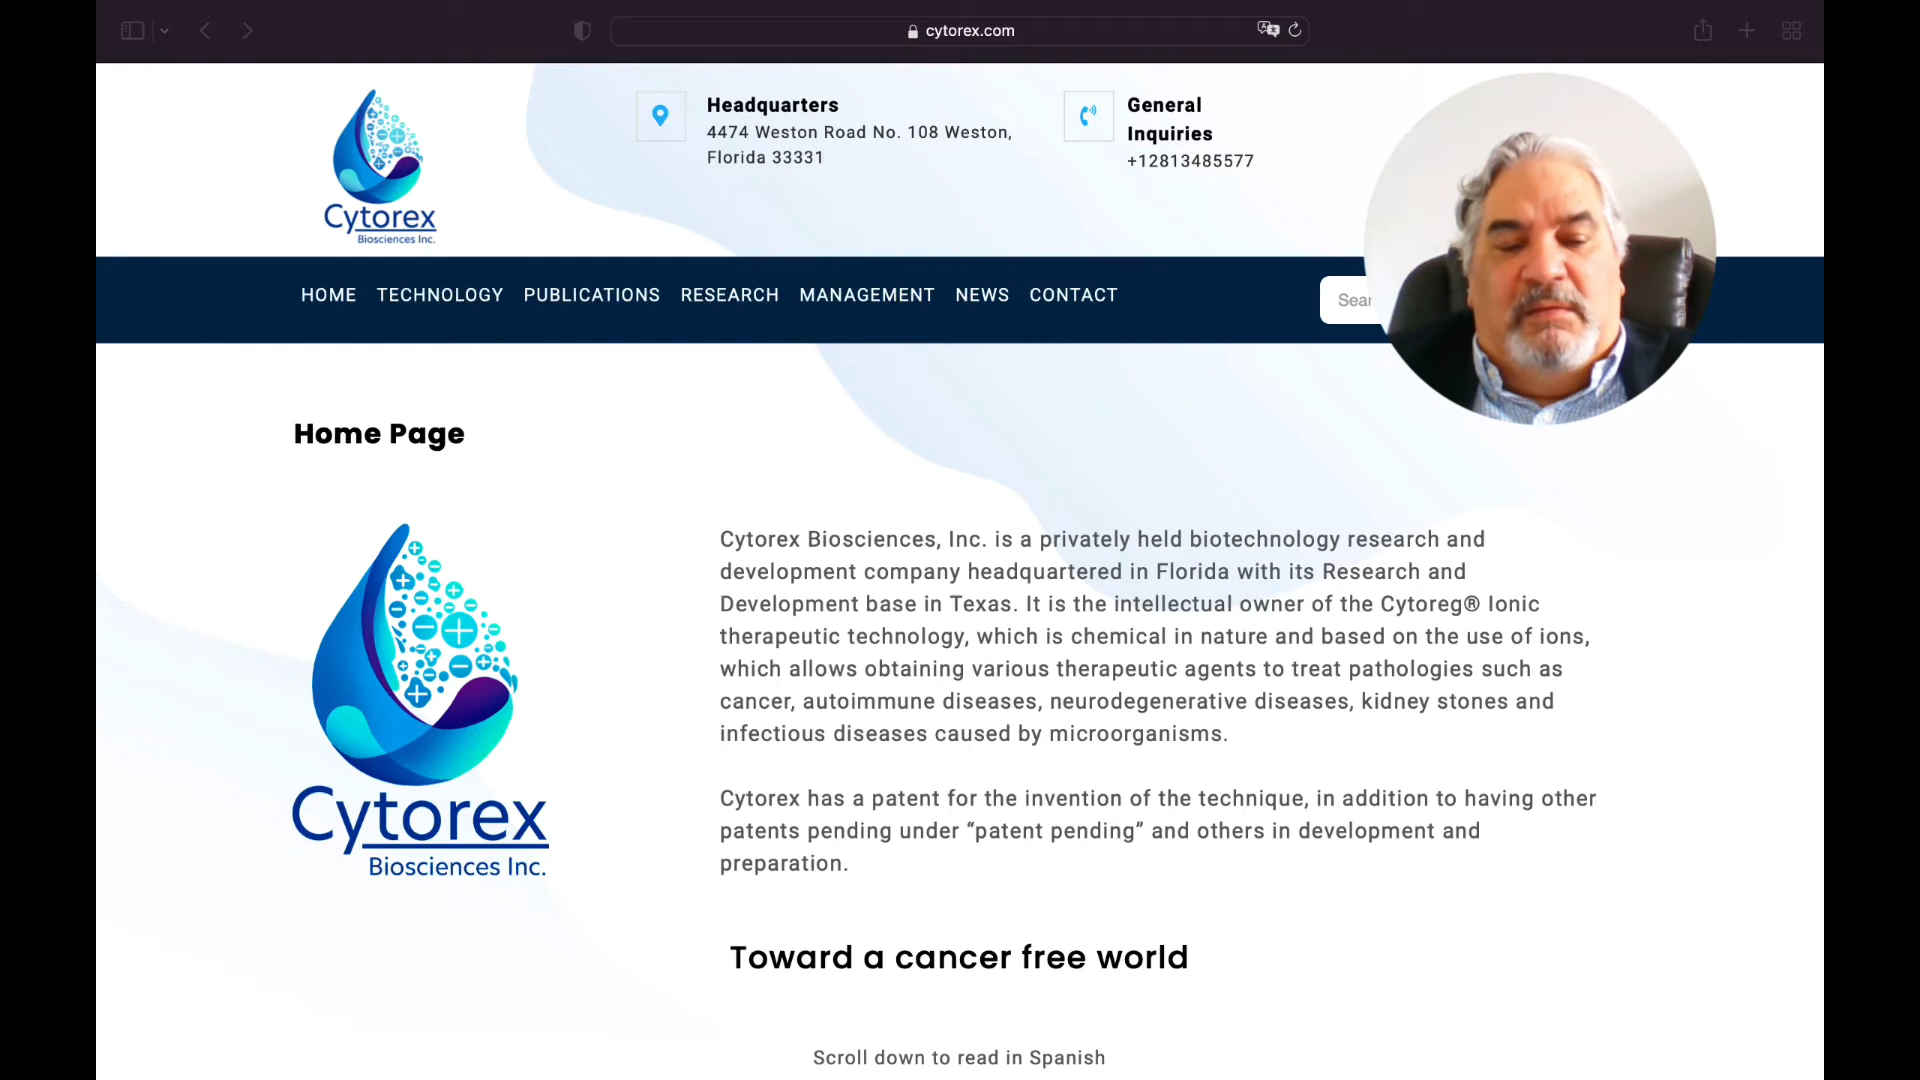 cytorex.com
Cytorex
Biosciences Inc.
Headquarters
4474 Weston Road No. 108 Weston,
Florida 33331
General
Inquiries
+12813485577
HOME TECHNOLOGY PUBLICATIONS RESEARCH MANAGEMENT NEWS CONTACT
Home Page
Cytorex
Biosciences Inc.
Cytorex Biosciences, Inc. is a privately held biotechnology research and
development company headquartered in Florida with its Research and
Development base in Texas. It is the intellectual owner of the Cytoreg® Ionic
therapeutic technology, which is chemical in nature and based on the use of ions,
which allows obtaining various therapeutic agents to treat pathologies such as
cancer, autoimmune diseases, neurodegenerative diseases, kidney stones and
infectious diseases caused by microorganisms.
Cytorex has a patent for the invention of the technique, in addition to having other
patents pending under “patent pending” and others in development and
preparation.
Toward a cancer free world
Scroll down to read in Spanish